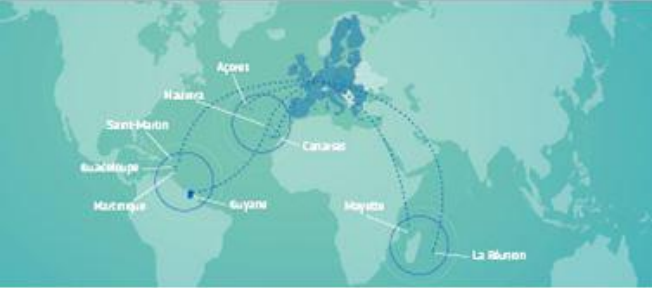 Açores
Madeira
Saint-Martin
Canarias
Guadeloupe
Martinique
Guyane
Mayotte
La Réunion